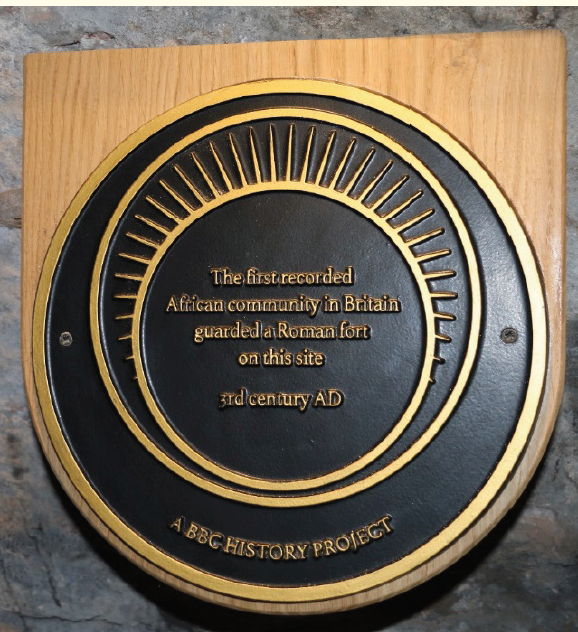 The first recorded
African community in Britain
guarded a Roman fort
on this site
3rd century AD
A BBC HISTORY PROJECT